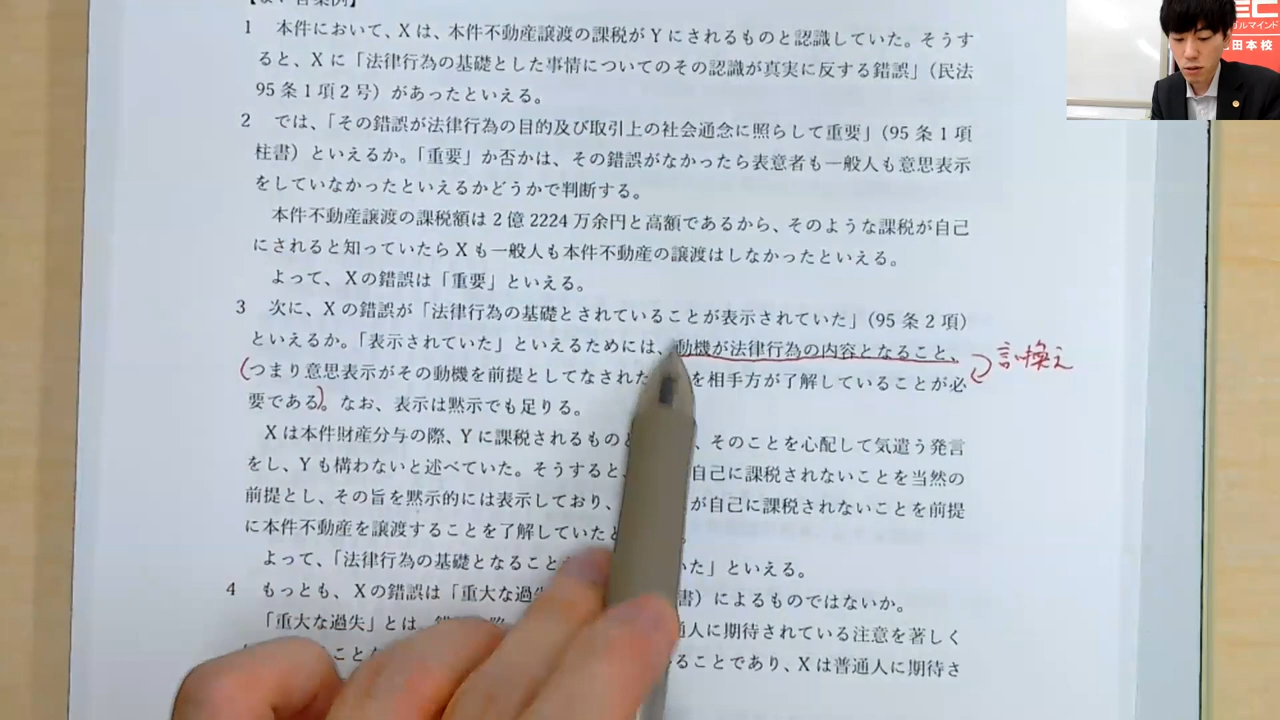 1 本件において、Xは、本件不動産譲渡の課税がYにされるものと認識していた。そうす
ると、Xに「法律行為の基礎とした事情についてのその認識が真実に反する錯誤」（民法
95条1項2号）があったといえる。
2 では、「その錯誤が法律行為の目的及び取引上の社会通念に照らして重要」（95条1項
柱書）といえるか。「重要」か否かは、その錯誤がなかったら表意者も一般人も意思表示
をしていなかったといえるかどうかで判断する。
本件不動産譲渡の課税額は2億2224万余円と高額であるから、そのような課税が自己
にされると知っていたらXも一般人も本件不動産の譲渡はしなかったといえる。
よって、Xの錯誤は「重要」といえる。
3 次に、Xの錯誤が「法律行為の基礎とされていることが表示されていた」（95条2項）
といえるか。「表示されていた」といえるためには、動機が法律行為の内容となること、
言い換え
(つまり意思表示がその動機を前提としてなされた を相手方が了解していることが必
要である)。なお、表示は黙示でも足りる。
Xは本件財産分与の際、Yに課税されるものと 、そのことを心配して気遣う発言
をし、Yも構わないと述べていた。そうすると、 自己に課税されないことを当然の
前提とし、その旨を黙示的には表示しており、 が自己に課税されないことを前提
に本件不動産を譲渡することを了解していたと
よって、「法律行為の基礎となること いた」といえる。
4 もっとも、Xの錯誤は「重大な過失 書）によるものではないか。
「重大な過失」とは、 通人に期待されている注意を著しく
ることであり、Xは普通人に期待さ
ガルマインド
田本校